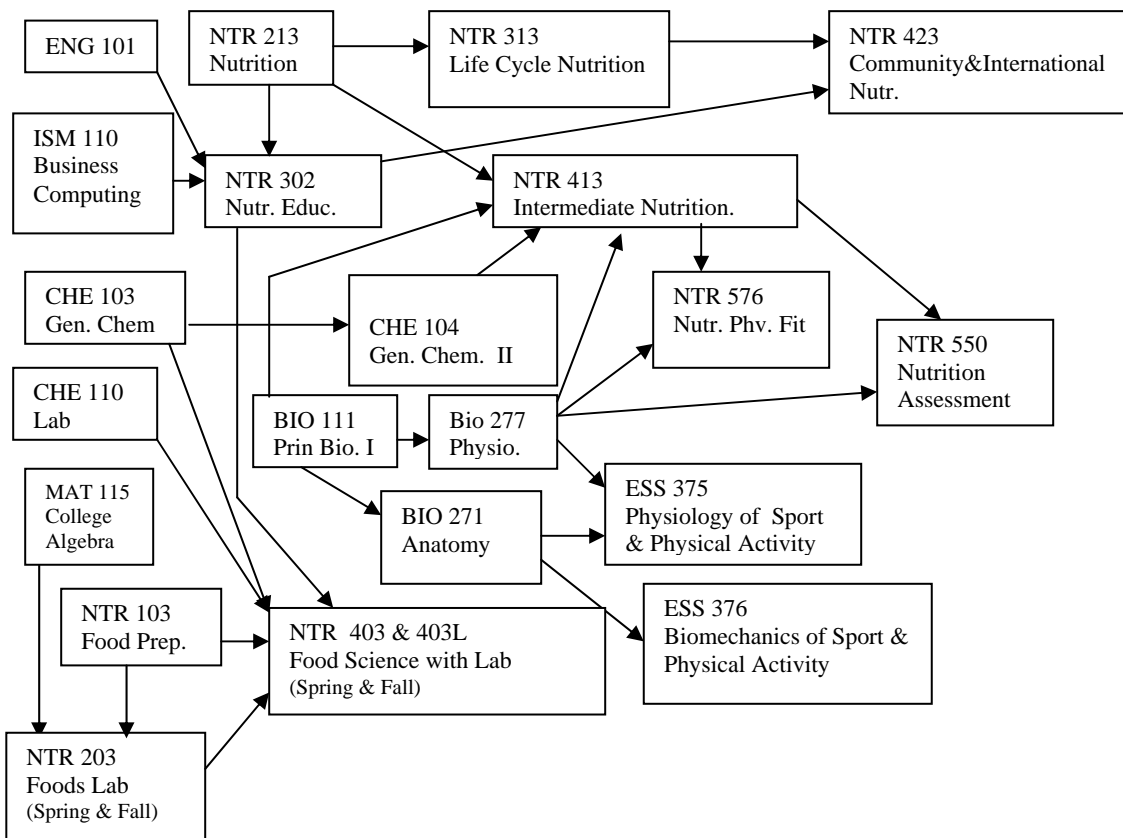 ENG 101
NTR 213
Nutrition
NTR 313
Life Cycle Nutrition
NTR 423
Community&International
Nutr.
ISM 110
Business
Computing
NTR 302
Nutr. Educ.
NTR 413
Intermediate Nutrition.
CHE 103
Gen. Chem
CHE 104
Gen. Chem. II
NTR 576
Nutr. Phv. Fit
NTR 550
Nutrition
Assessment
CHE 110
Lab
BIO 111
Prin Bio. I
Bio 277
Physio.
MAT 115
College
Algebra
BIO 271
Anatomy
ESS 375
Physiology of Sport
& Physical Activity
NTR 103
Food Prep.
NTR 403 & 403L
Food Science with Lab
(Spring & Fall)
ESS 376
Biomechanics of Sport &
Physical Activity
NTR 203
Foods Lab
(Spring & Fall)